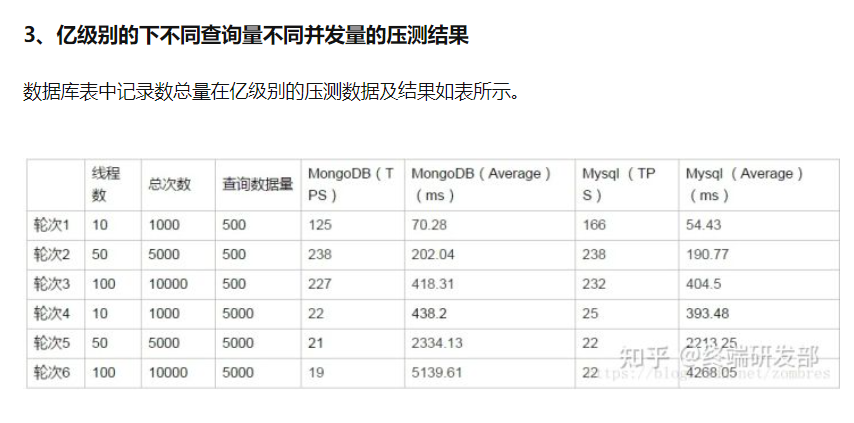 3、亿级别的下不同查询量不同并发量的压测结果
数据库表中记录数总量在亿级别的压测数据及结果如表所示。
线程数 总次数 查询数据量 MongoDB（TPS） MongoDB（Average）（ms） Mysql （TPS） Mysql （Average）（ms）
轮次1 10 1000 500 125 70.28 166 54.43
轮次2 50 5000 500 238 202.04 238 190.77
轮次3 100 10000 500 227 418.31 232 404.5
轮次4 10 1000 5000 22 438.2 25 393.48
轮次5 50 5000 5000 21 2334.13 22 2213.25
轮次6 100 10000 5000 19 5139.61 22 4268.05
知乎 @终端研发部